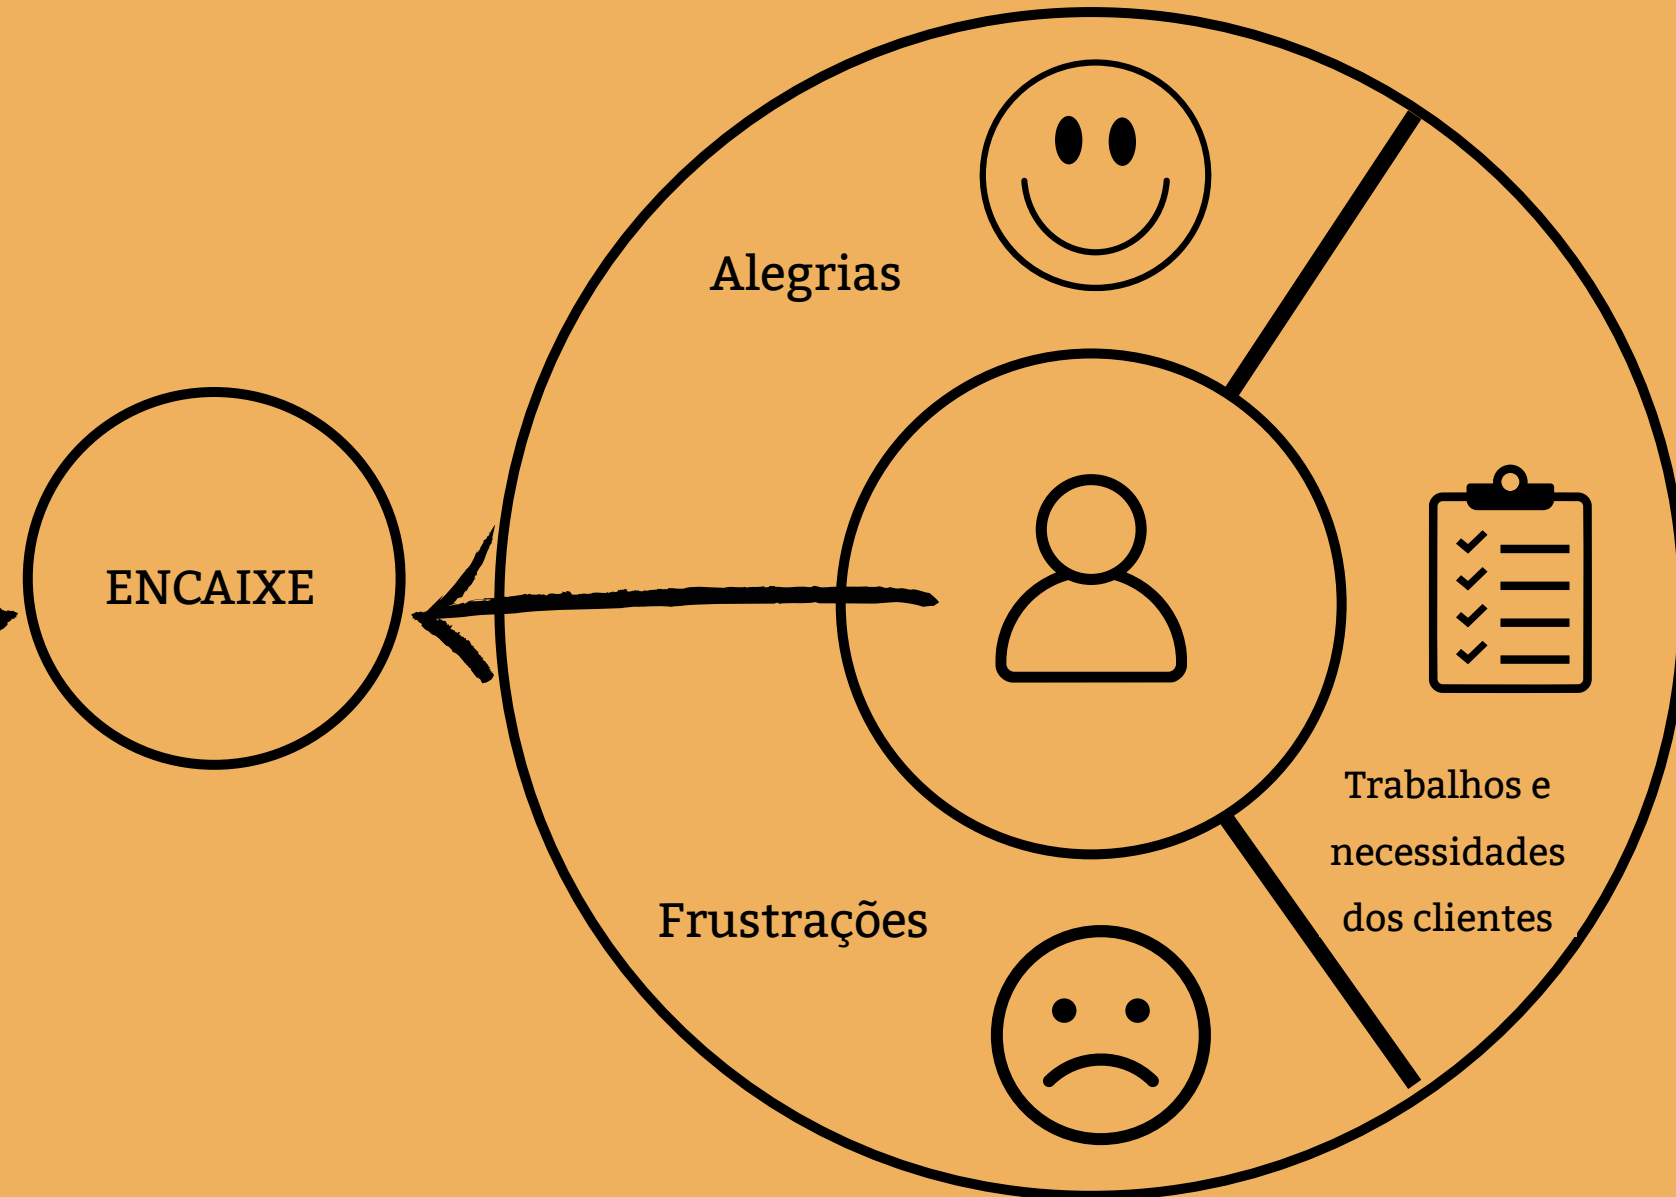 Alegrias
ENCAIXE
Trabalhos e
necessidades
dos clientes
Frustrações